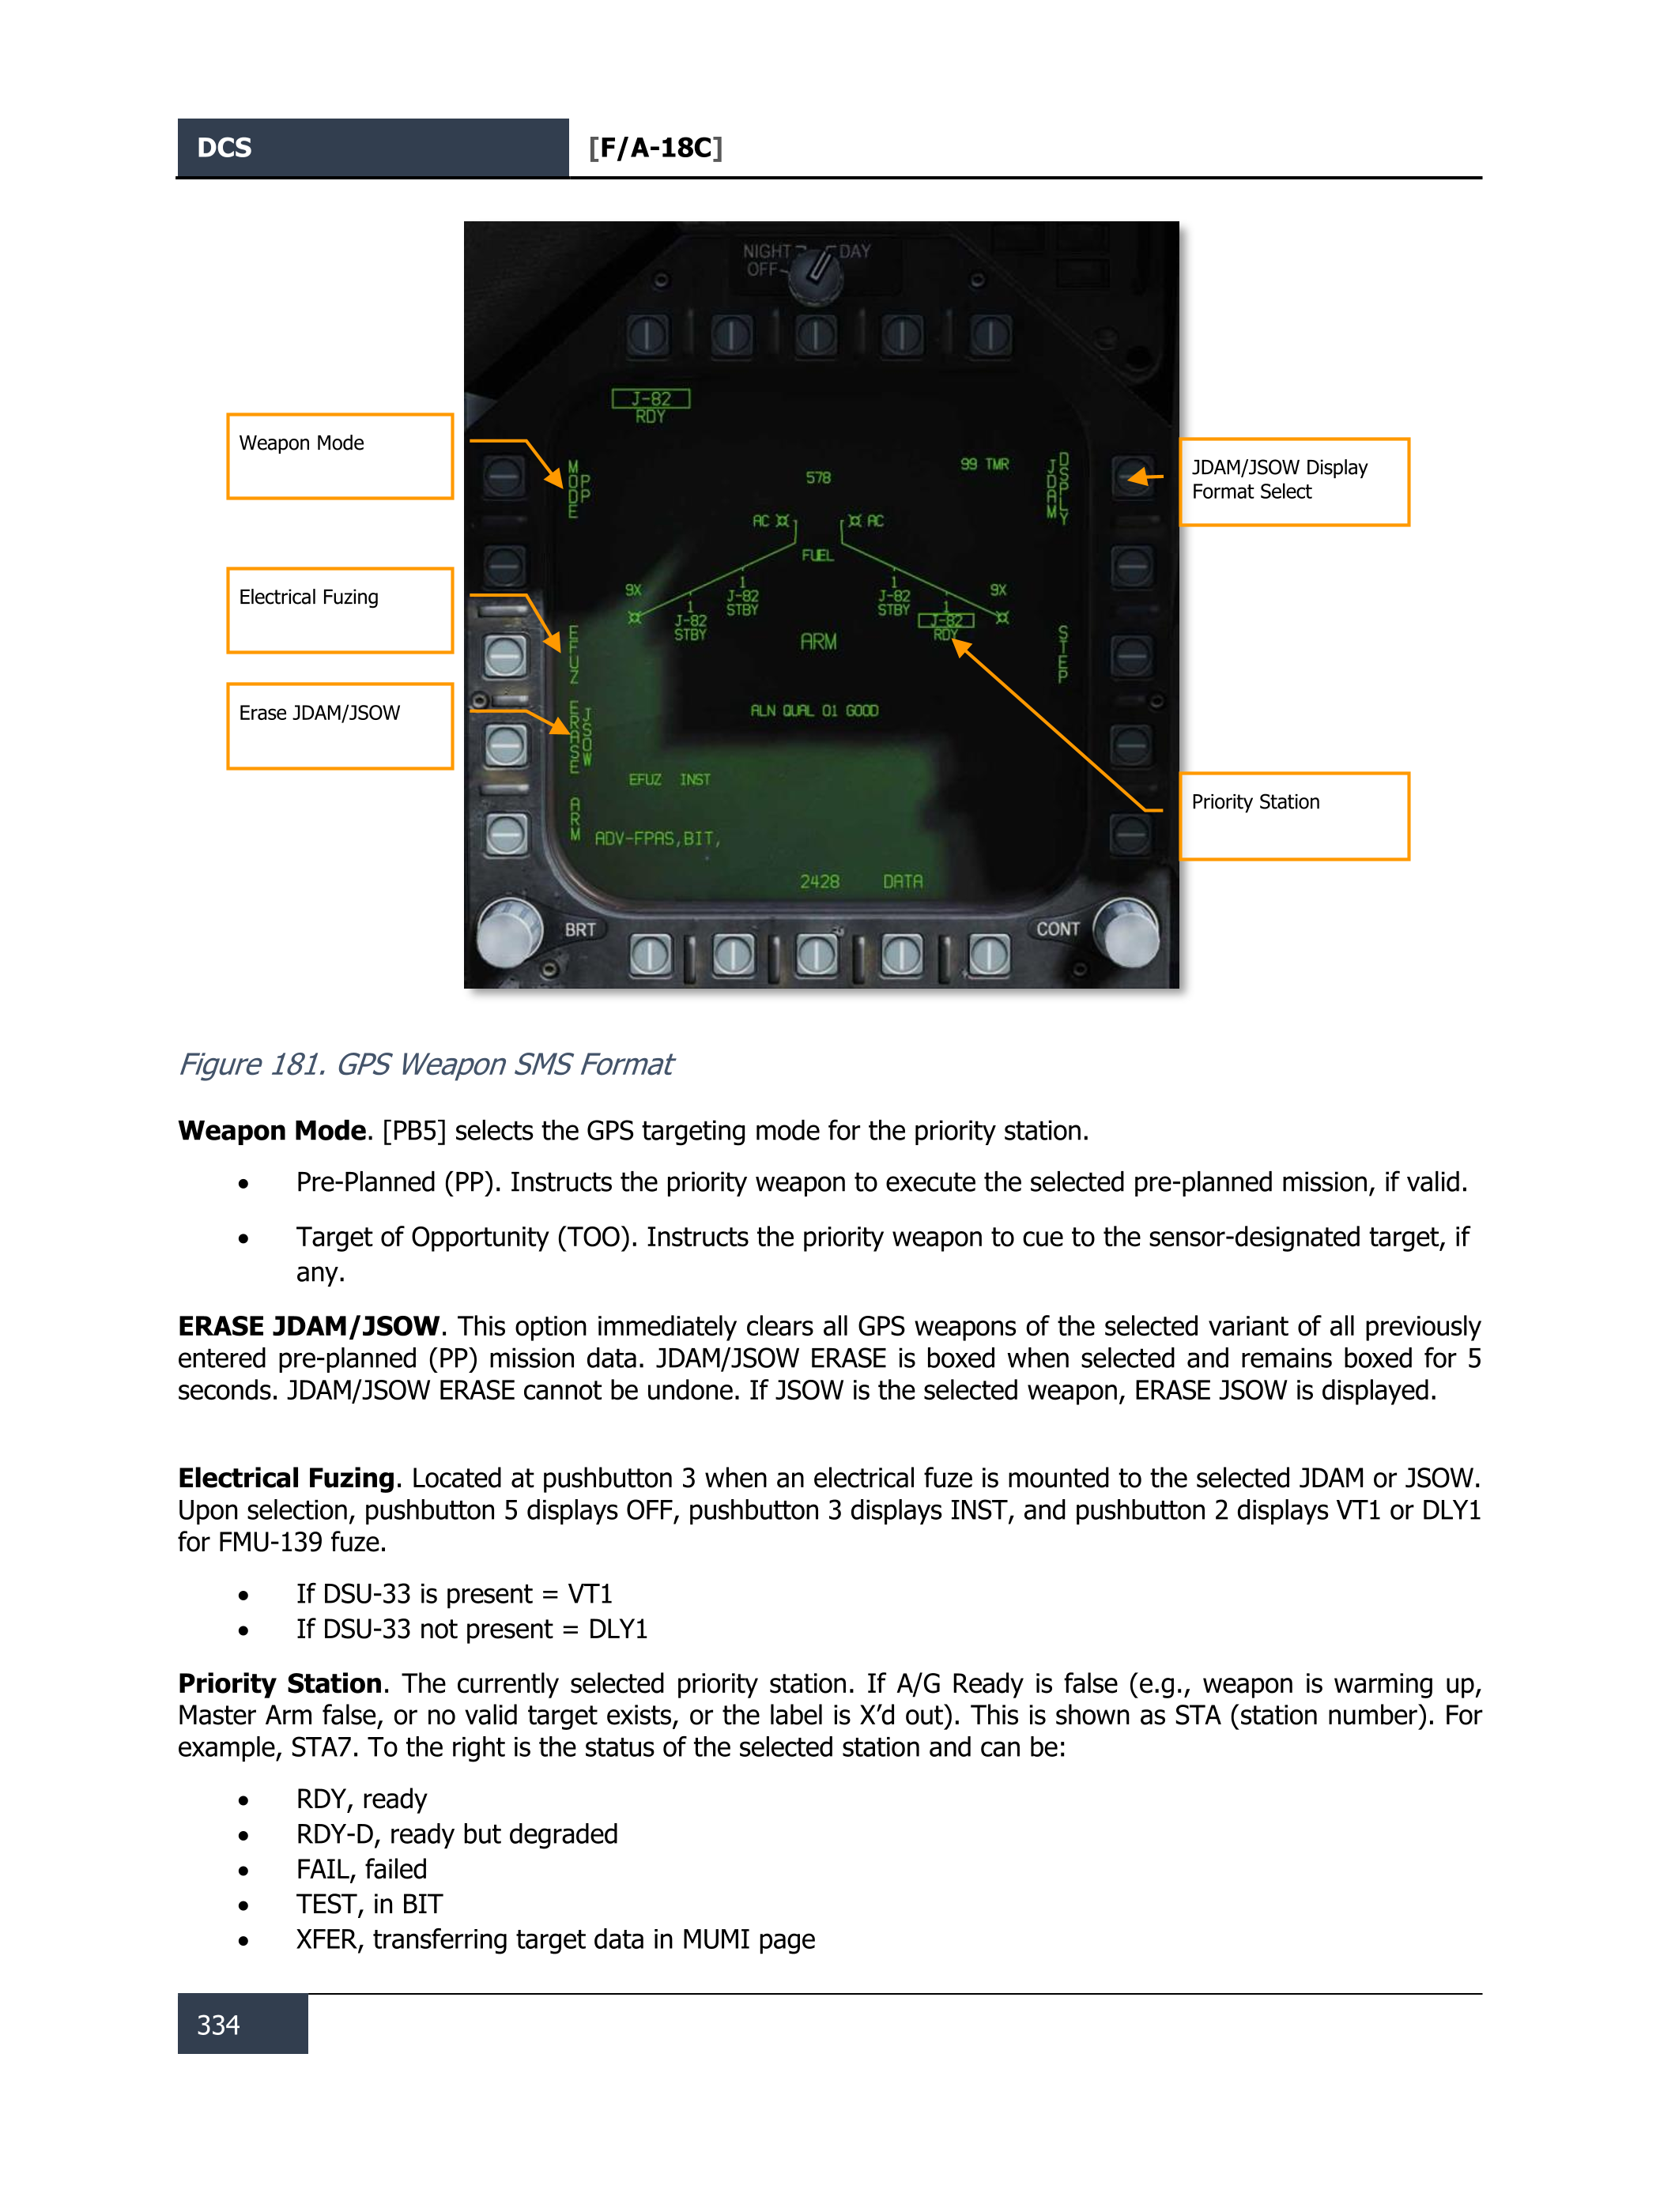 DCS [F/A-18C]
NIGHT DAY
OFF
J-82
RDY
MODE PP
578
99 TMR
JDAM DSPLY
AC AC
FUEL
9X 9X
1 J-82 STBY
1 J-82 STBY
1 J-82 STBY
1 J-82 RDY
ARM
EFUZ
STEP
ERASE JSOW
ALN QUAL 01 GOOD
EFUZ INST
ARM
ADV-FPAS,BIT,
2428 DATA
BRT CONT
Weapon Mode
Electrical Fuzing
Erase JDAM/JSOW
JDAM/JSOW Display
Format Select
Priority Station
Figure 181. GPS Weapon SMS Format
Weapon Mode. [PB5] selects the GPS targeting mode for the priority station.
• Pre-Planned (PP). Instructs the priority weapon to execute the selected pre-planned mission, if valid.
• Target of Opportunity (TOO). Instructs the priority weapon to cue to the sensor-designated target, if
any.
ERASE JDAM/JSOW. This option immediately clears all GPS weapons of the selected variant of all previously
entered pre-planned (PP) mission data. JDAM/JSOW ERASE is boxed when selected and remains boxed for 5
seconds. JDAM/JSOW ERASE cannot be undone. If JSOW is the selected weapon, ERASE JSOW is displayed.
Electrical Fuzing. Located at pushbutton 3 when an electrical fuze is mounted to the selected JDAM or JSOW.
Upon selection, pushbutton 5 displays OFF, pushbutton 3 displays INST, and pushbutton 2 displays VT1 or DLY1
for FMU-139 fuze.
• If DSU-33 is present = VT1
• If DSU-33 not present = DLY1
Priority Station. The currently selected priority station. If A/G Ready is false (e.g., weapon is warming up,
Master Arm false, or no valid target exists, or the label is X’d out). This is shown as STA (station number). For
example, STA7. To the right is the status of the selected station and can be:
• RDY, ready
• RDY-D, ready but degraded
• FAIL, failed
• TEST, in BIT
• XFER, transferring target data in MUMI page
334